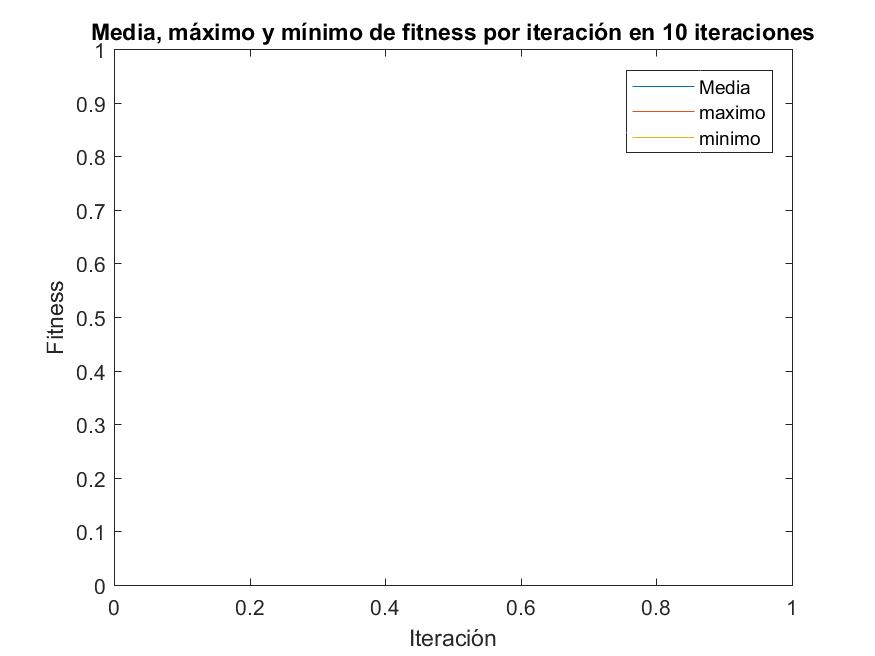 Media, máximo y mínimo de fitness por iteración en 10 iteraciones
Media
maximo
minimo
1
0.9
0.8
0.7
0.6
0.5
0.4
0.3
0.2
0.1
0
Fitness
0
0.2
0.4
0.6
0.8
1
Iteración